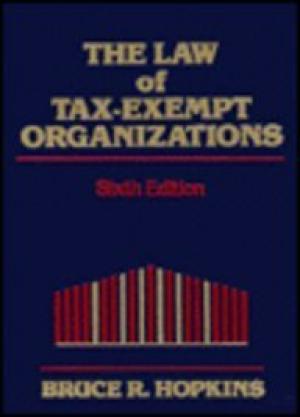 THE LAW
of
TAX-EXEMPT
ORGANIZATIONS
Sixth Edition
BRUCE R. HOPKINS